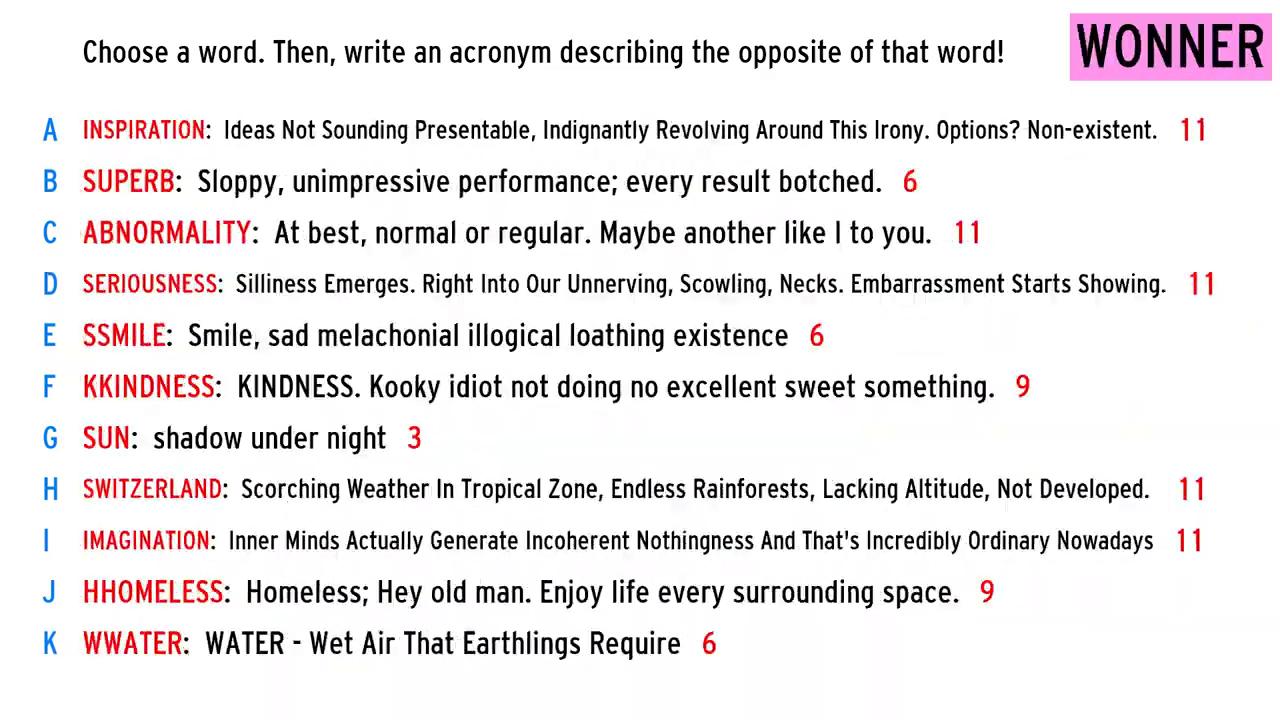 Choose a word. Then, write an acronym describing the opposite of that word!
WONNER
A INSPIRATION: Ideas Not Sounding Presentable, Indignantly Revolving Around This Irony. Options? Non-existent. 11
B SUPERB: Sloppy, unimpressive performance; every result botched. 6
C ABNORMALITY: At best, normal or regular. Maybe another like I to you. 11
D SERIOUSNESS: Silliness Emerges. Right Into Our Unnerving, Scowling, Necks. Embarrassment Starts Showing. 11
E SSMILE: Smile, sad melachonial illogical loathing existence 6
F KKINDNESS: KINDNESS. Kooky idiot not doing no excellent sweet something. 9
G SUN: shadow under night 3
H SWITZERLAND: Scorching Weather In Tropical Zone, Endless Rainforests, Lacking Altitude, Not Developed. 11
I IMAGINATION: Inner Minds Actually Generate Incoherent Nothingness And That's Incredibly Ordinary Nowadays 11
J HHOMELESS: Homeless; Hey old man. Enjoy life every surrounding space. 9
K WWATER: WATER - Wet Air That Earthlings Require 6